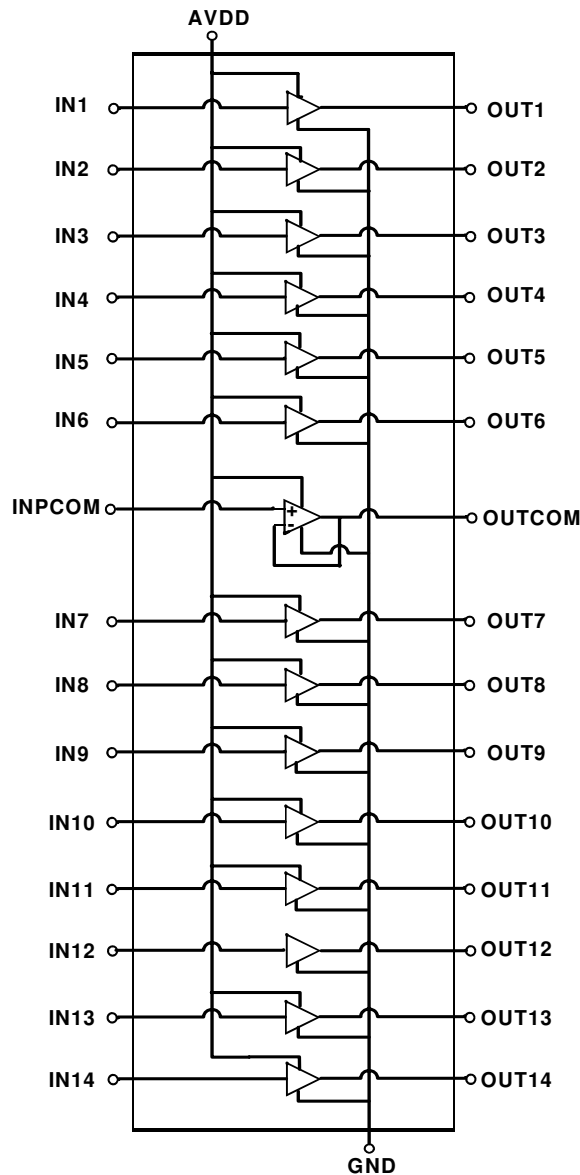 AVDD
IN1 OUT1
IN2 OUT2
IN3 OUT3
IN4 OUT4
IN5 OUT5
IN6 OUT6
INPCOM + OUTCOM
-
IN7 OUT7
IN8 OUT8
IN9 OUT9
IN10 OUT10
IN11 OUT11
IN12 OUT12
IN13 OUT13
IN14 OUT14
GND